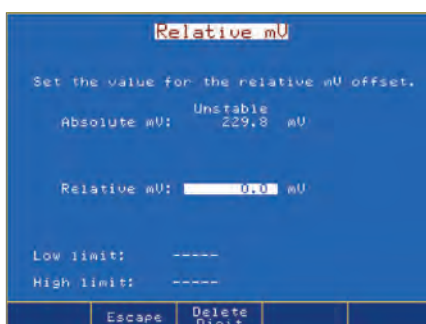 Relative mV
Set the value for the relative mV offset.
Unstable
Absolute mV: 229.8 mV
Relative mV: 0.0 mV
Low limit: -----
High limit: -----
Escape Delete
Digit